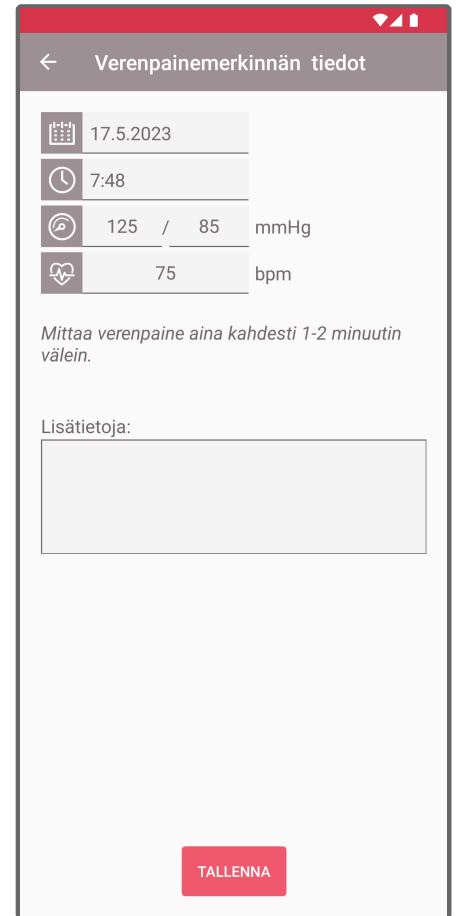 Verenpainemerkinnän tiedot
17.5.2023
7:48
125 / 85 mmHg
75 bpm
Mittaa verenpaine aina kahdesti 1-2 minuutin
välein.
Lisätietoja:
TALLENNA